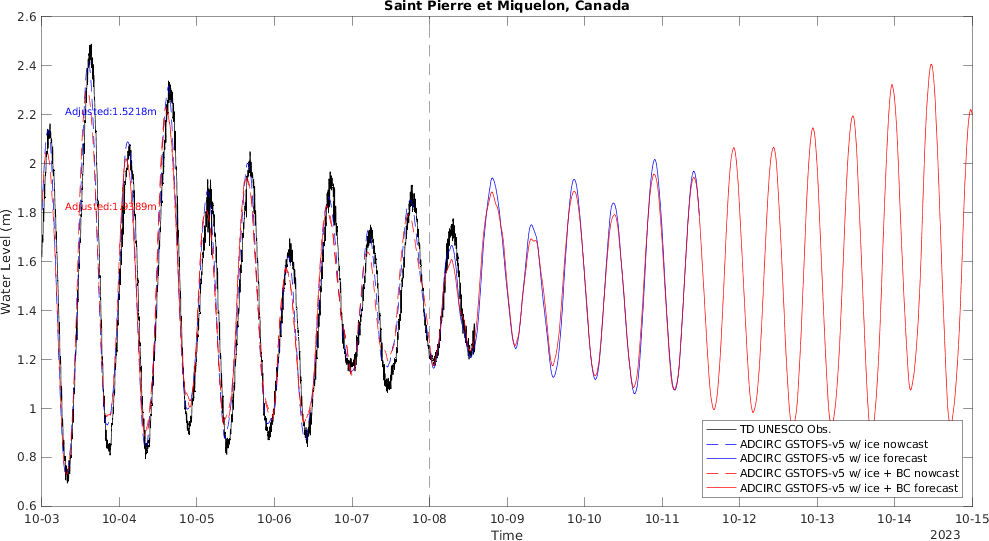 Saint Pierre et Miquelon, Canada
2.6
2.4
2.2
2
1.8
1.6
1.4
1.2
1
0.8
0.6
Water Level (m)
Adjusted:1.5218m
Adjusted:1.9389m
TD UNESCO Obs.
ADCIRC GSTOFS-v5 w/ ice nowcast
ADCIRC GSTOFS-v5 w/ ice forecast
ADCIRC GSTOFS-v5 w/ ice + BC nowcast
ADCIRC GSTOFS-v5 w/ ice + BC forecast
10-03 10-04 10-05 10-06 10-07 10-08 10-09 10-10 10-11 10-12 10-13 10-14 10-15
Time
2023